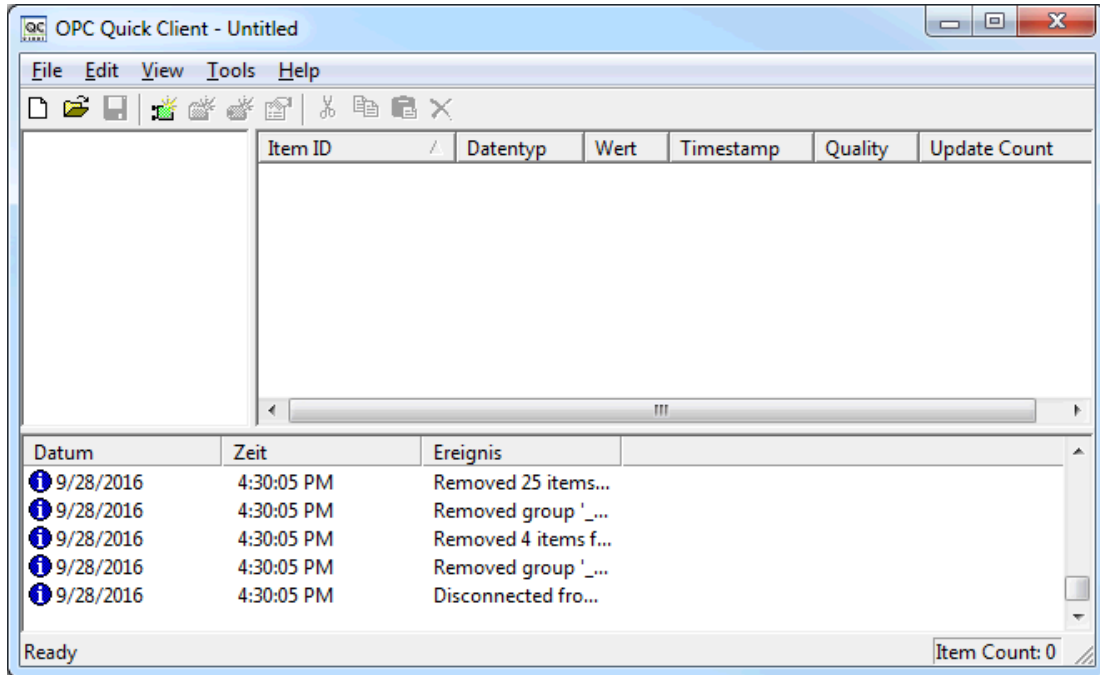 OPC Quick Client - Untitled
File Edit View Tools Help
Item ID Datentyp Wert Timestamp Quality Update Count
Datum Zeit Ereignis
9/28/2016 4:30:05 PM Removed 25 items...
9/28/2016 4:30:05 PM Removed group '_...
9/28/2016 4:30:05 PM Removed 4 items f...
9/28/2016 4:30:05 PM Removed group '_...
9/28/2016 4:30:05 PM Disconnected fro...
Ready Item Count: 0